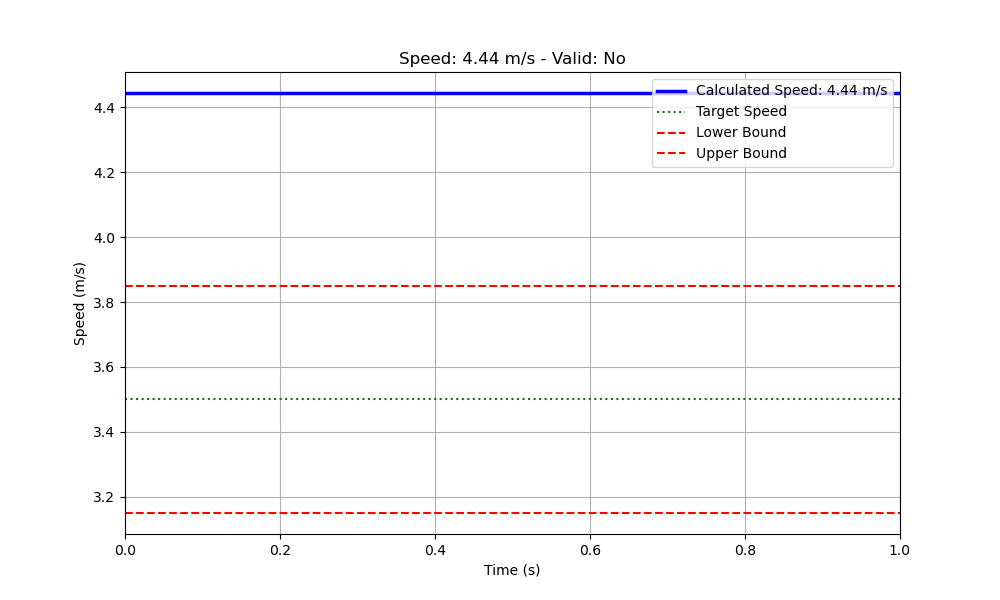 Speed: 4.44 m/s - Valid: No
Calculated Speed: 4.44 m/s
Target Speed
Lower Bound
Upper Bound
4.4
4.2
4.0
3.8
3.6
3.4
3.2
Speed (m/s)
0.0 0.2 0.4 0.6 0.8 1.0
Time (s)